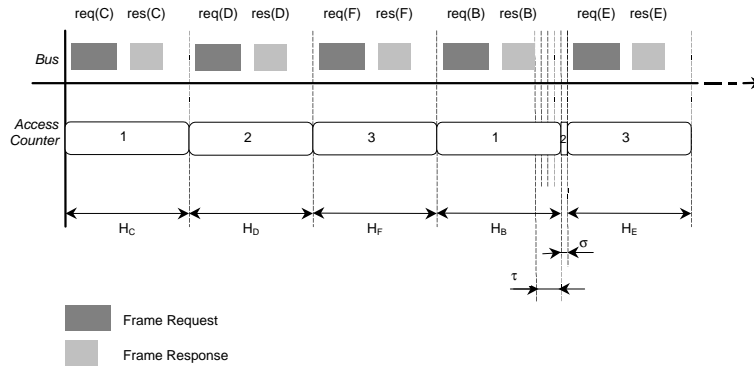 req(C) res(C) req(D) res(D) req(F) res(F) req(B) res(B) req(E) res(E)
Bus
Access
Counter
1 2 3 1 2 3
H_C H_D H_F H_B H_E
σ
τ
Frame Request
Frame Response